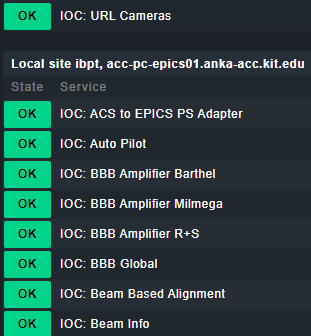 OK IOC: URL Cameras
Local site ibpt, acc-pc-epics01.anka-acc.kit.edu
State Service
OK IOC: ACS to EPICS PS Adapter
OK IOC: Auto Pilot
OK IOC: BBB Amplifier Barthel
OK IOC: BBB Amplifier Milmega
OK IOC: BBB Amplifier R+S
OK IOC: BBB Global
OK IOC: Beam Based Alignment
OK IOC: Beam Info